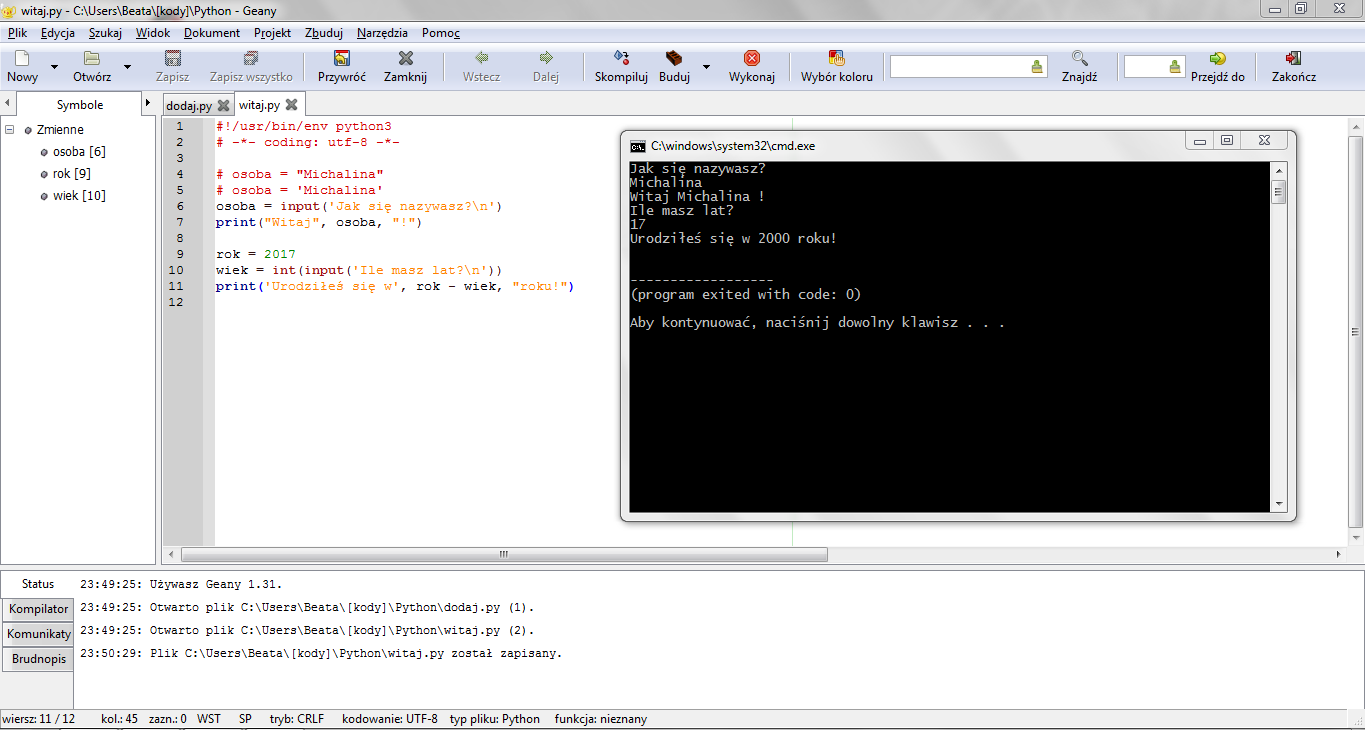 witaj.py - C:\Users\Beata\[kody]\Python - Geany
Plik Edycja Szukaj Widok Dokument Projekt Zbuduj Narzędzia Pomoc
Nowy Otwórz Zapisz Zapisz wszystko Przywróć Zamknij Wstecz Dalej Skompiluj Buduj Wykonaj Wybór koloru Znajdź Przejdź do Zakończ
Symbole
Zmienne
osoba [6]
rok [9]
wiek [10]
dodaj.py witaj.py
1 #!/usr/bin/env python3
2 # -*- coding: utf-8 -*-
3
4 # osoba = "Michalina"
5 # osoba = 'Michalina'
6 osoba = input('Jak się nazywasz?\n')
7 print("Witaj", osoba, "!")
8
9 rok = 2017
10 wiek = int(input('Ile masz lat?\n'))
11 print('Urodziłeś się w', rok - wiek, "roku!")
12
C:\windows\system32\cmd.exe
Jak się nazywasz?
Michalina
Witaj Michalina !
Ile masz lat?
17
Urodziłeś się w 2000 roku!
------------------
(program exited with code: 0)
Aby kontynuować, naciśnij dowolny klawisz . . .
Status
Kompilator
Komunikaty
Brudnopis
23:49:25: Używasz Geany 1.31.
23:49:25: Otwarto plik C:\Users\Beata\[kody]\Python\dodaj.py (1).
23:49:25: Otwarto plik C:\Users\Beata\[kody]\Python\witaj.py (2).
23:50:29: Plik C:\Users\Beata\[kody]\Python\witaj.py został zapisany.
wiersz: 11 / 12 kol.: 45 zazn.: 0 WST SP tryb: CRLF kodowanie: UTF-8 typ pliku: Python funkcja: nieznany